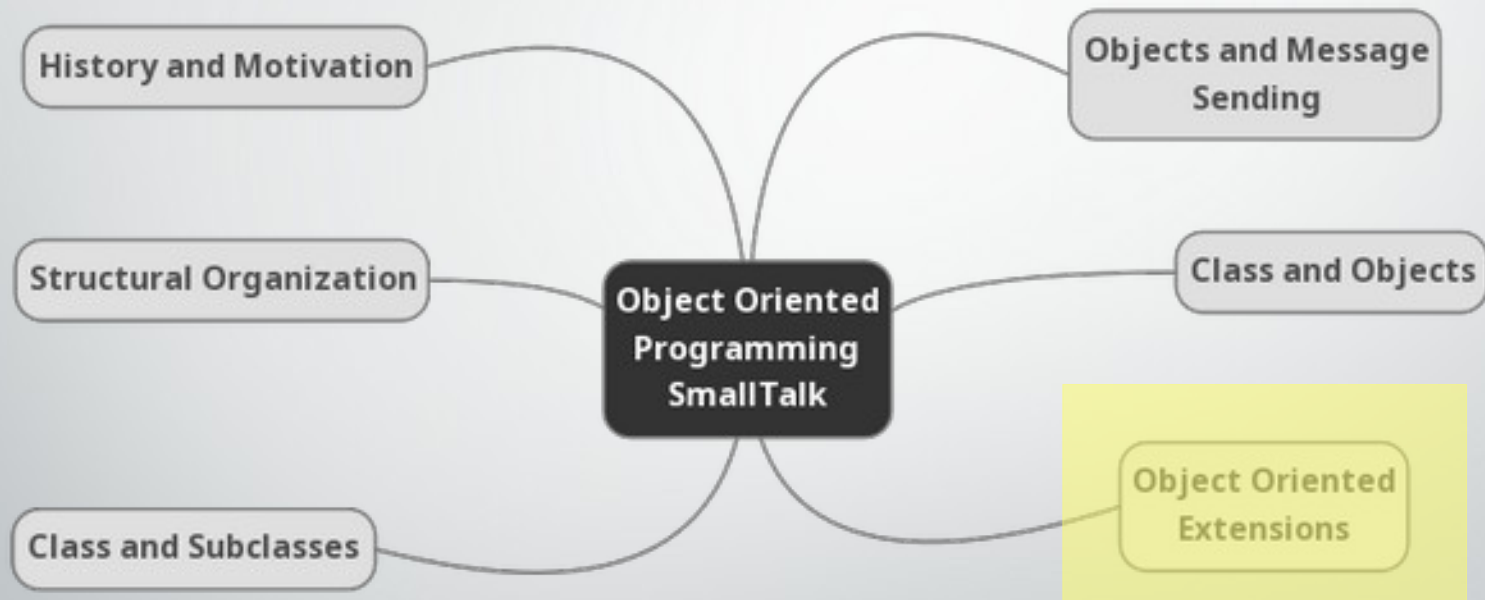 History and Motivation
Objects and Message
Sending
Structural Organization
Class and Objects
Object Oriented
Programming
SmallTalk
Object Oriented
Extensions
Class and Subclasses